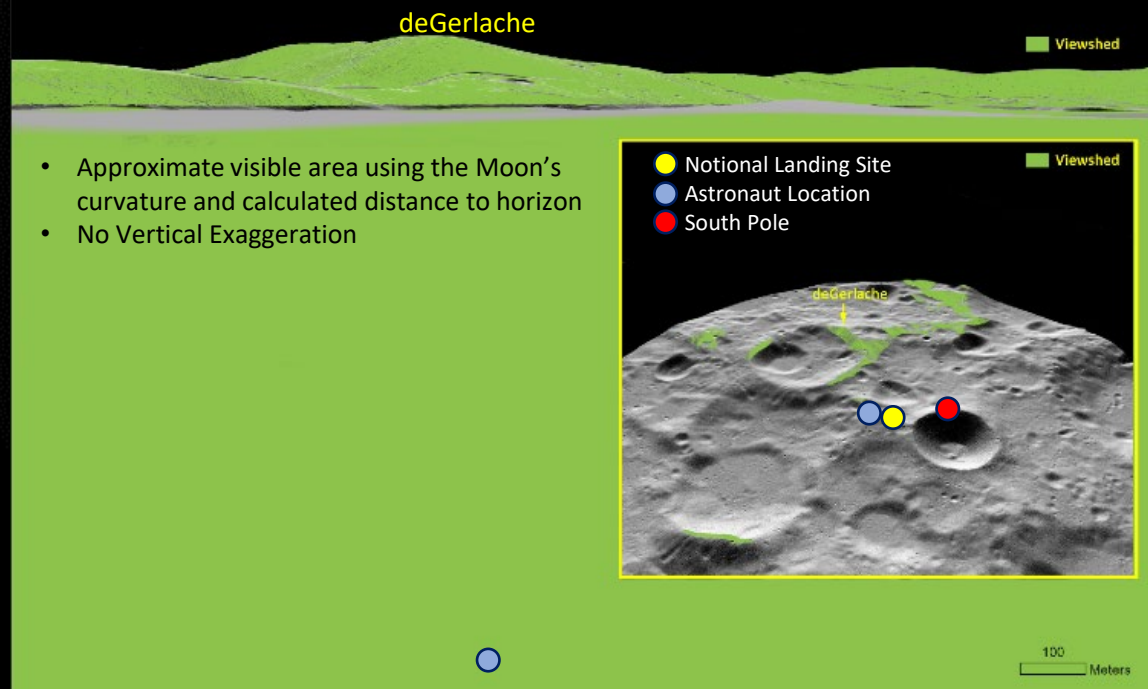 deGerlache
Viewshed
• Approximate visible area using the Moon’s
curvature and calculated distance to horizon
• No Vertical Exaggeration
Notional Landing Site
Astronaut Location
South Pole
Viewshed
deGerlache
100
Meters